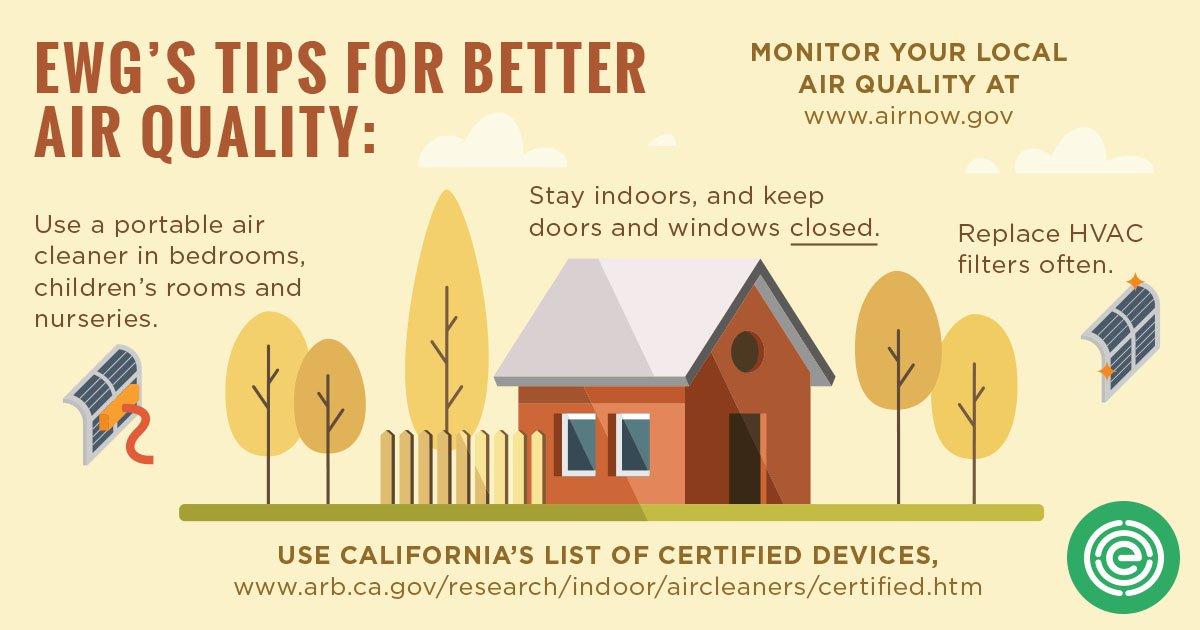 EWG'S TIPS FOR BETTER
AIR QUALITY:
MONITOR YOUR LOCAL
AIR QUALITY AT
www.airnow.gov
Use a portable air
cleaner in bedrooms,
children's rooms and
nurseries.
Stay indoors, and keep
doors and windows closed.
Replace HVAC
filters often.
USE CALIFORNIA'S LIST OF CERTIFIED DEVICES,
www.arb.ca.gov/research/indoor/aircleaners/certified.htm
e